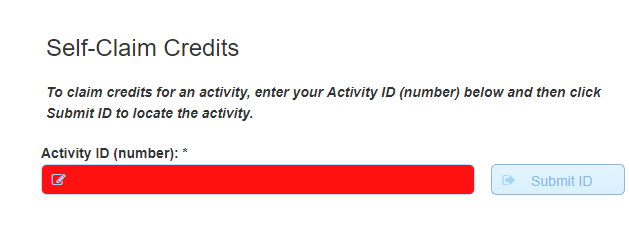 Self-Claim Credits
To claim credits for an activity, enter your Activity ID (number) below and then click
Submit ID to locate the activity.
Activity ID (number): *
Submit ID